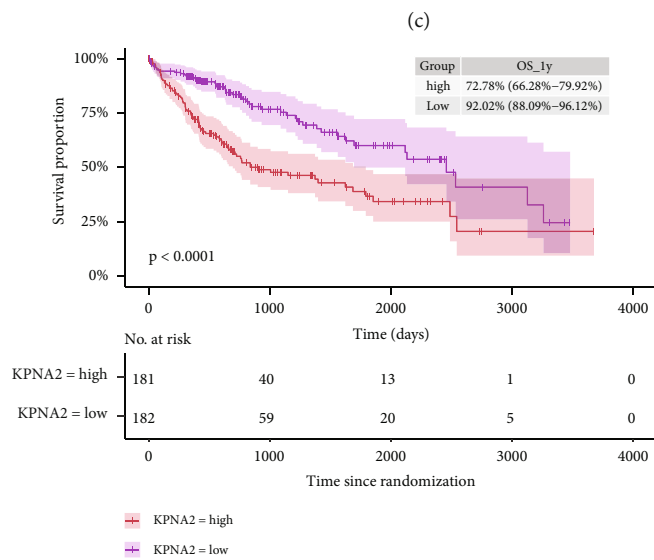 (c)
100%
75%
50%
25%
0%
Survival proportion
Group OS_1y
high 72.78% (66.28%−79.92%)
Low 92.02% (88.09%−96.12%)
p < 0.0001
0 1000 2000 3000 4000
Time (days)
No. at risk
KPNA2 = high 181 40 13 1 0
KPNA2 = low 182 59 20 5 0
0 1000 2000 3000 4000
Time since randomization
KPNA2 = high
KPNA2 = low